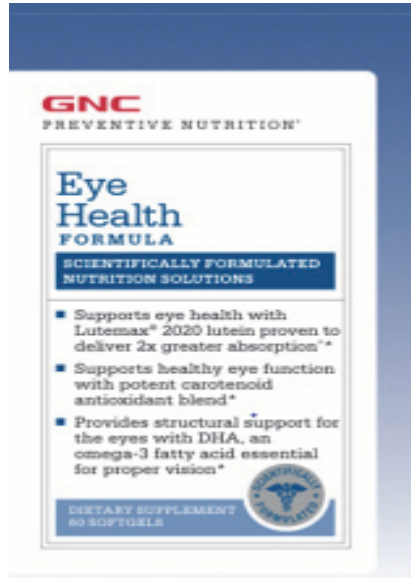 GNC
PREVENTIVE NUTRITION®
Eye
Health
FORMULA
SCIENTIFICALLY FORMULATED
NUTRITION SOLUTIONS
■ Supports eye health with
Lutemax® 2020 lutein proven to
deliver 2x greater absorption^*
■ Supports healthy eye function
with potent carotenoid
antioxidant blend*
■ Provides structural support for
the eyes with DHA, an
omega-3 fatty acid essential
for proper vision*
DIETARY SUPPLEMENT
60 SOFTGELS
SCIENTIFICALLY
FORMULATED